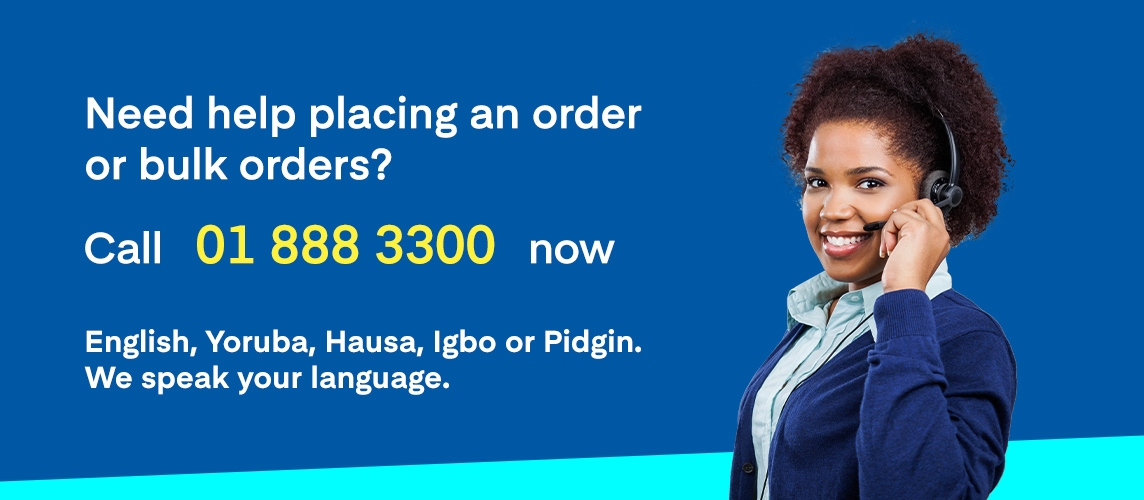 Need help placing an order
or bulk orders?
Call 01 888 3300 now
English, Yoruba, Hausa, Igbo or Pidgin.
We speak your language.